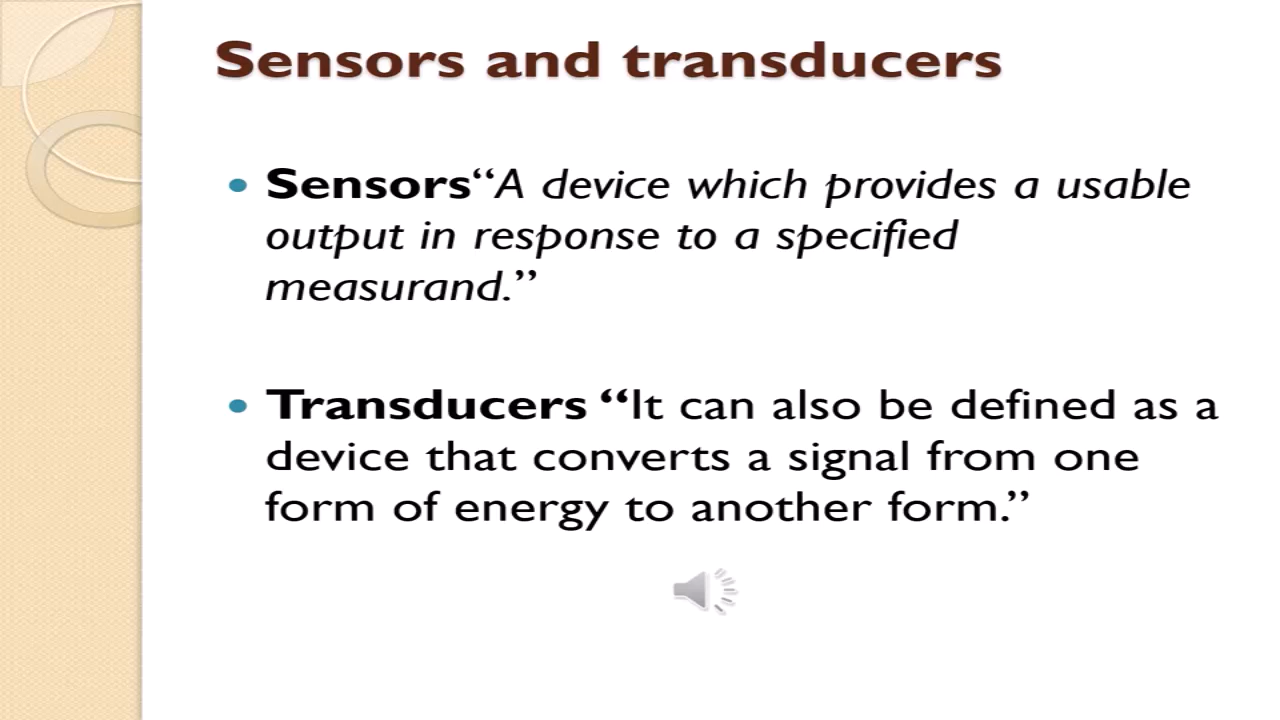 Sensors and transducers
• Sensors“A device which provides a usable
output in response to a specified
measurand.”
• Transducers “It can also be defined as a
device that converts a signal from one
form of energy to another form.”